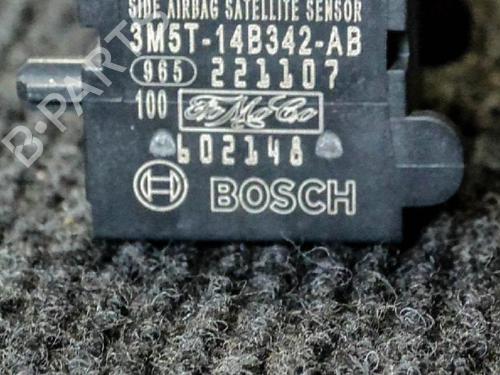 SIDE AIRBAG SATELLITE SENSOR
3M5T-14B342-AB
965 221107
100 FoMoCo
602148
BOSCH
B-PARTS